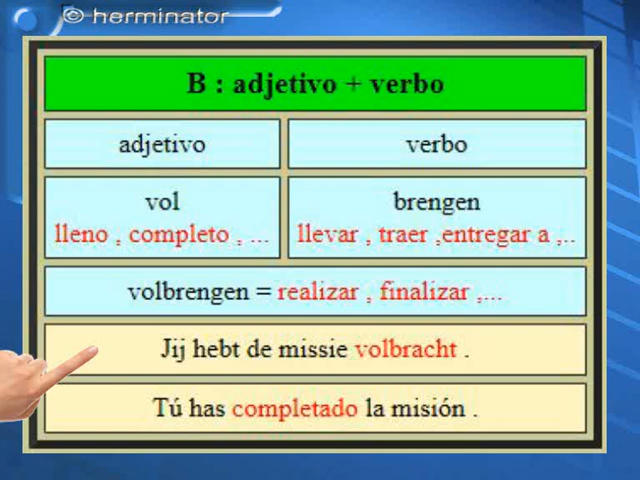 © herminator
B : adjetivo + verbo
adjetivo
verbo
vol
lleno , completo , ...
brengen
llevar , traer ,entregar a ,..
volbrengen = realizar , finalizar ,...
Jij hebt de missie volbracht .
Tú has completado la misión .